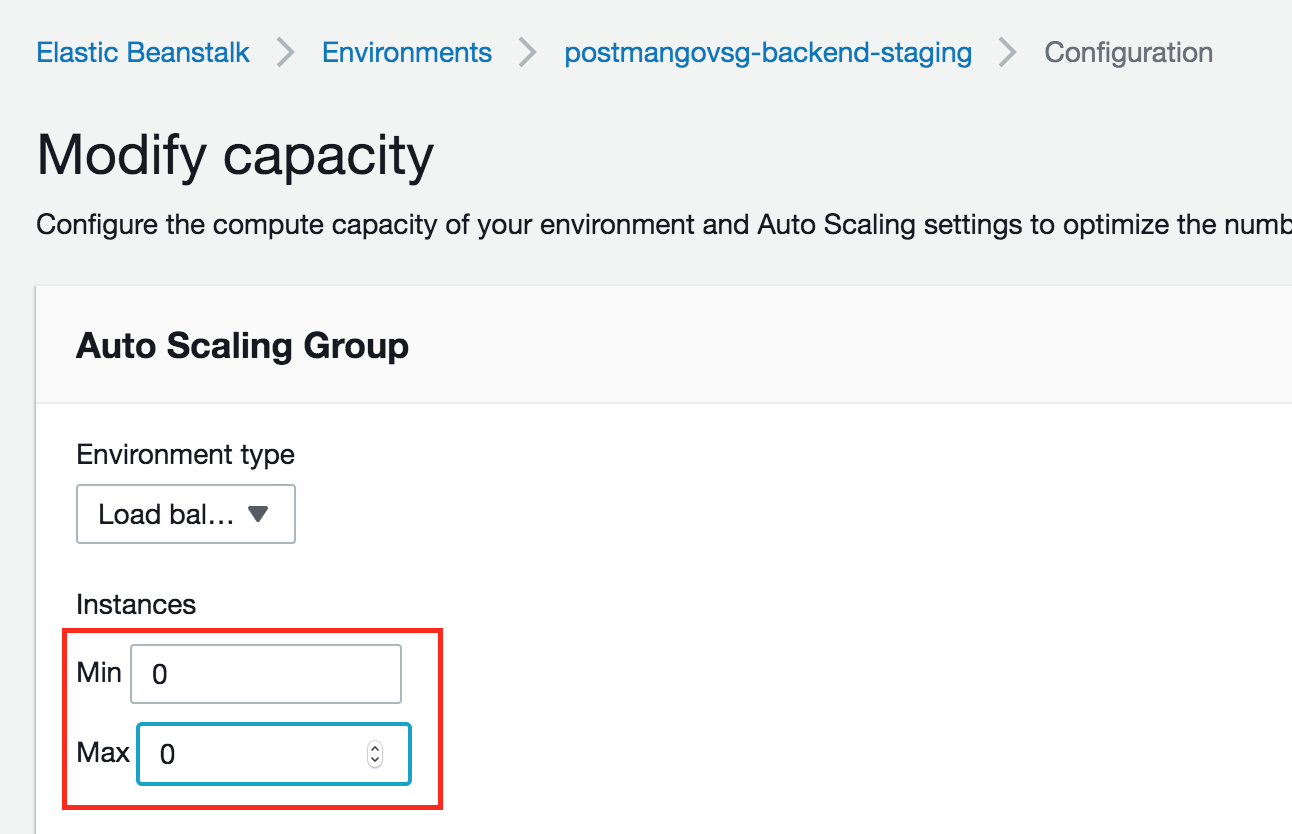 Elastic Beanstalk > Environments > postmangovsg-backend-staging > Configuration
Modify capacity
Configure the compute capacity of your environment and Auto Scaling settings to optimize the numb
Auto Scaling Group
Environment type
Load bal...
Instances
Min 0
Max 0